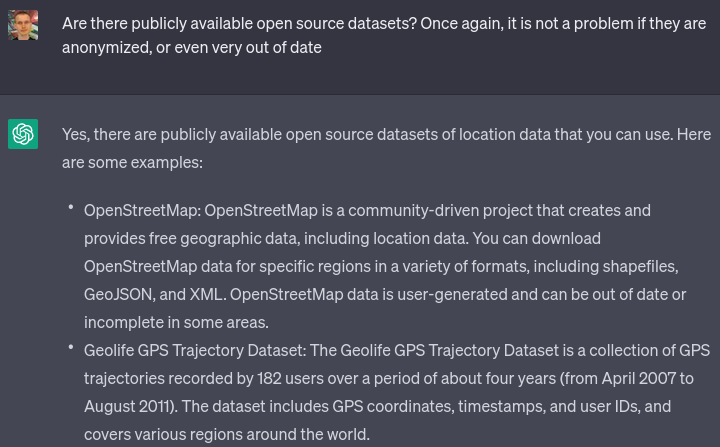 Are there publicly available open source datasets? Once again, it is not a problem if they are
anonymized, or even very out of date
Yes, there are publicly available open source datasets of location data that you can use. Here
are some examples:
• OpenStreetMap: OpenStreetMap is a community-driven project that creates and
provides free geographic data, including location data. You can download
OpenStreetMap data for specific regions in a variety of formats, including shapefiles,
GeoJSON, and XML. OpenStreetMap data is user-generated and can be out of date or
incomplete in some areas.
• Geolife GPS Trajectory Dataset: The Geolife GPS Trajectory Dataset is a collection of GPS
trajectories recorded by 182 users over a period of about four years (from April 2007 to
August 2011). The dataset includes GPS coordinates, timestamps, and user IDs, and
covers various regions around the world.